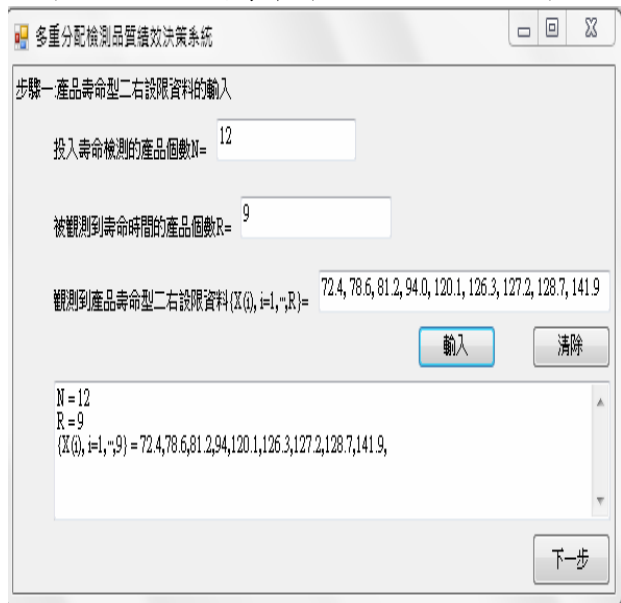 多重分配檢測品質績效決策系統
步驟一:產品壽命型二右設限資料的輸入
投入壽命檢測的產品個數N= 12
被觀測到壽命時間的產品個數R= 9
觀測到產品壽命型二右設限資料{X(i), i=1,…,R}= 72.4, 78.6, 81.2, 94.0, 120.1, 126.3, 127.2, 128.7, 141.9
輸入 清除
N = 12
R = 9
{X(i), i=1,…,9} = 72.4,78.6,81.2,94,120.1,126.3,127.2,128.7,141.9,
下一步